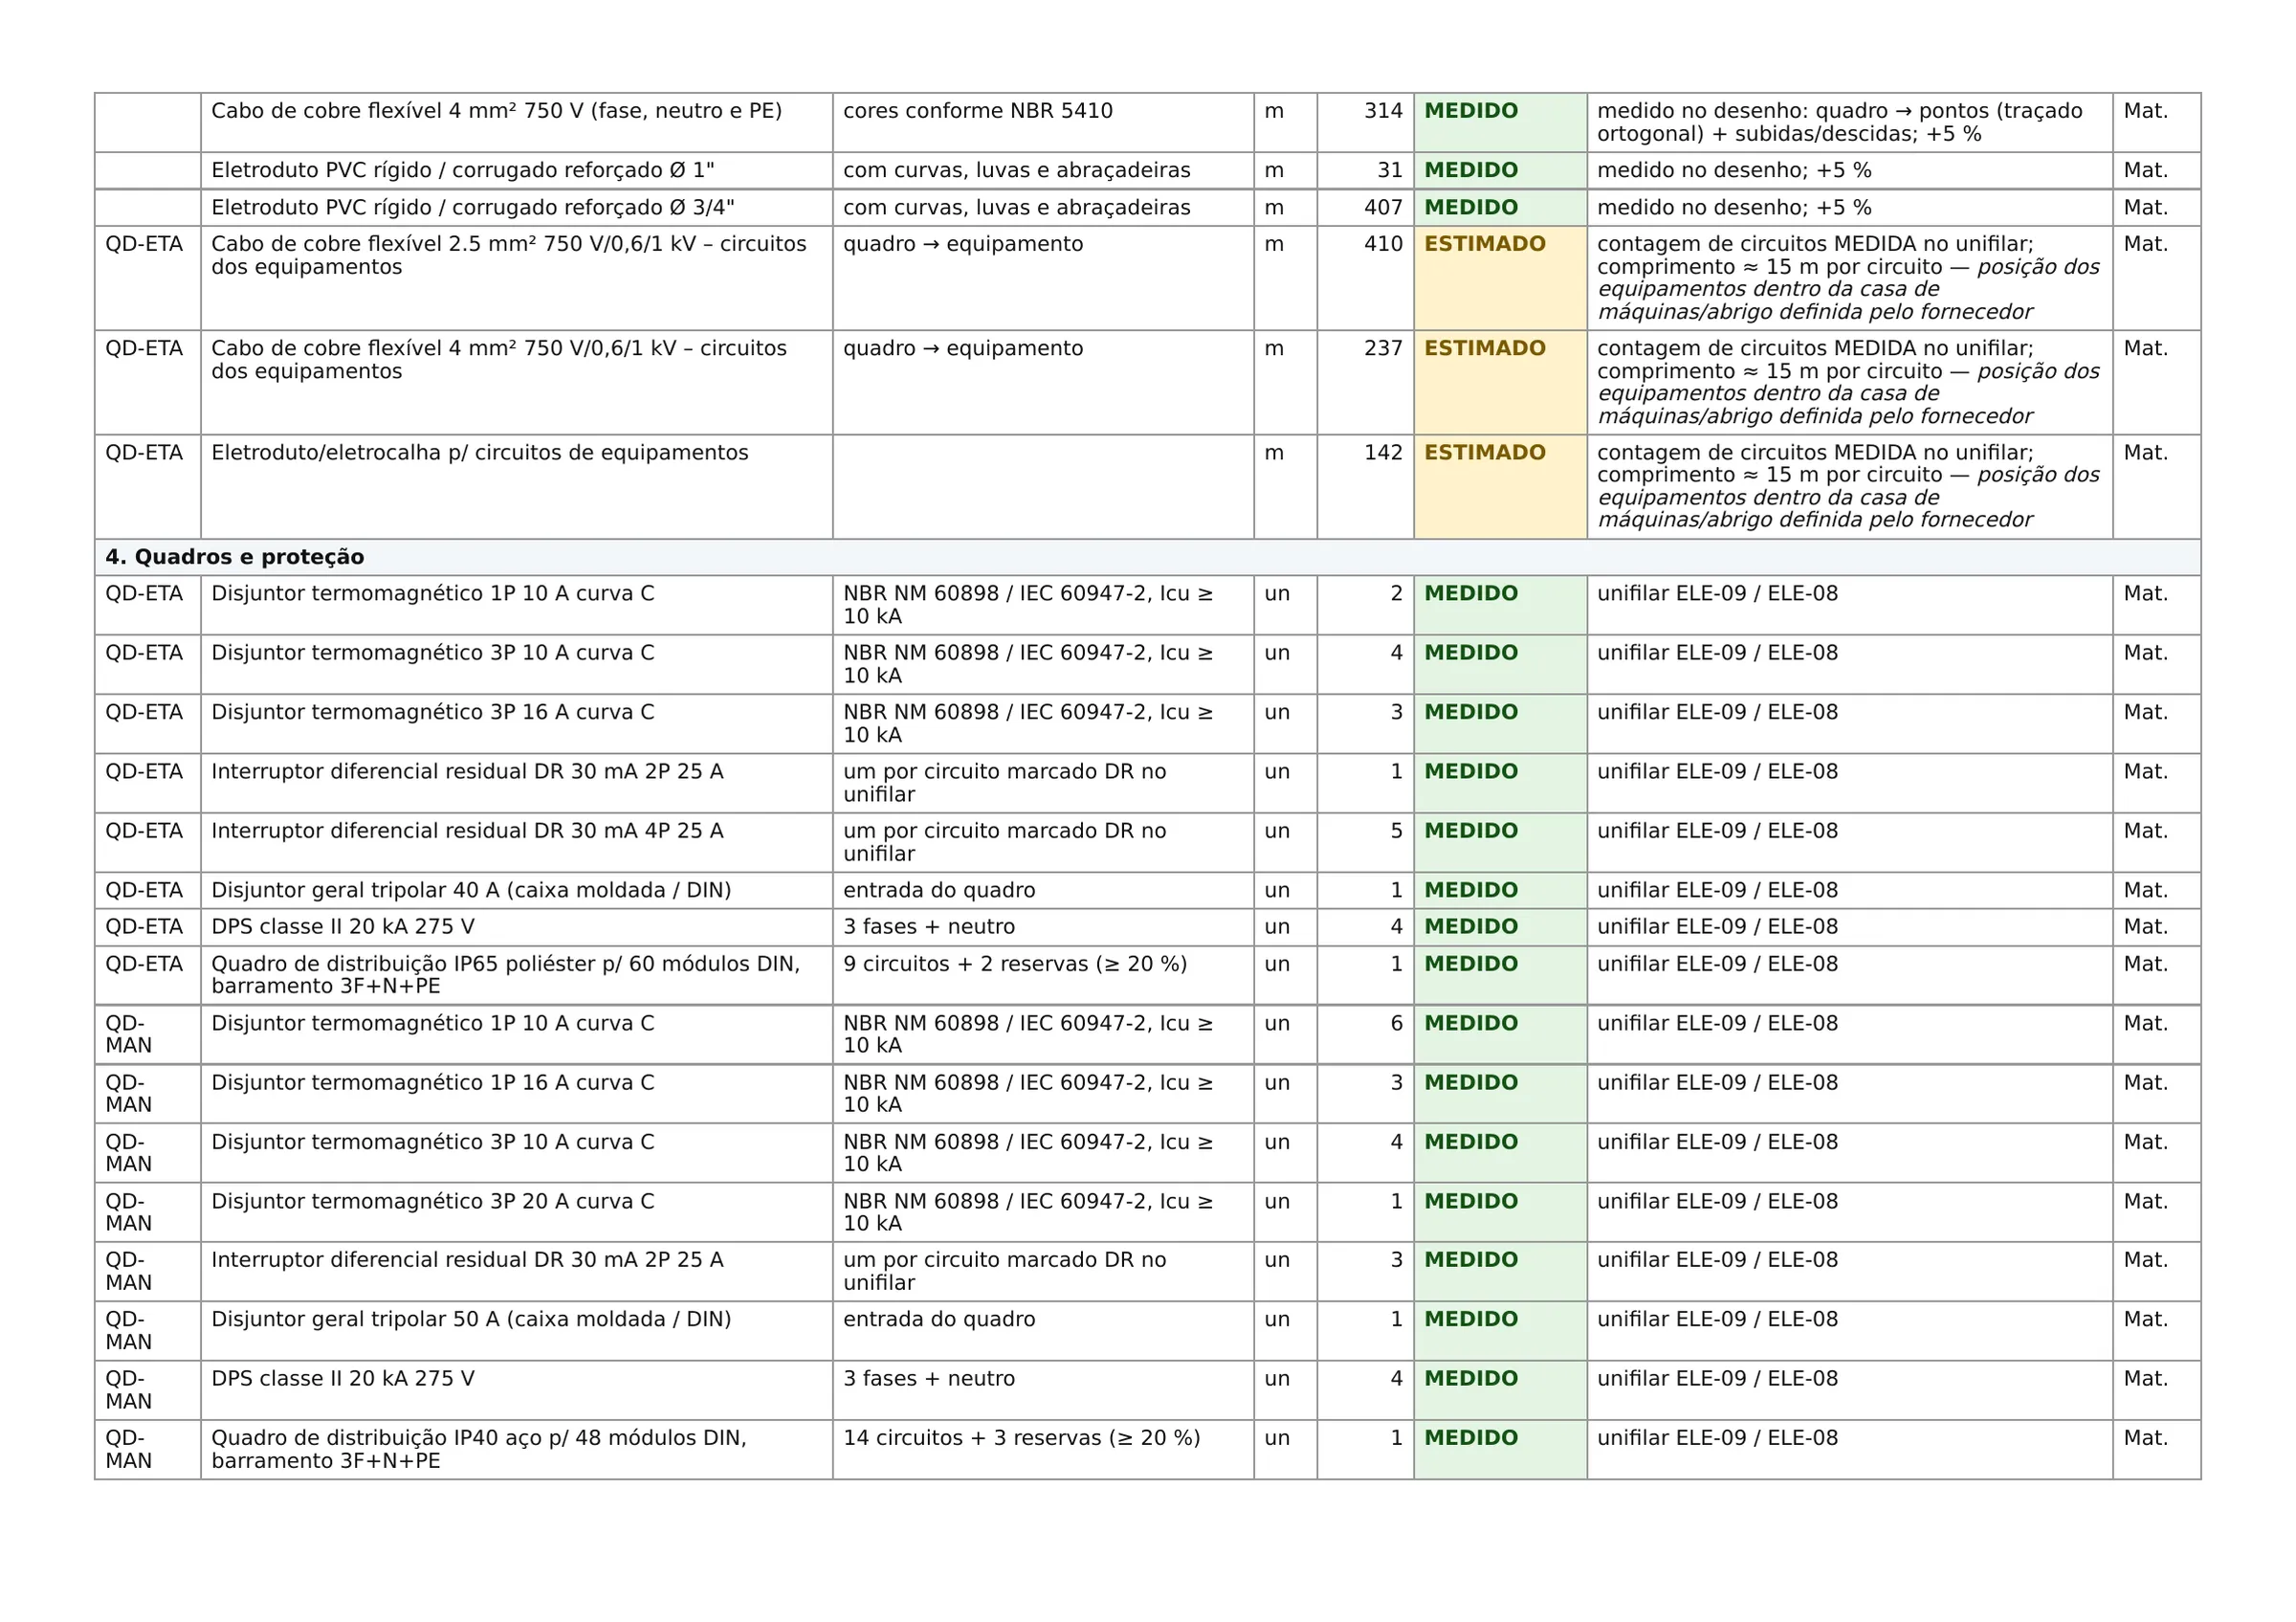 Cabo de cobre flexível 4 mm² 750 V (fase, neutro e PE) cores conforme NBR 5410 m 314 MEDIDO medido no desenho: quadro → pontos (traçado
ortogonal) + subidas/descidas; +5 % Mat.
Eletroduto PVC rígido / corrugado reforçado Ø 1" com curvas, luvas e abraçadeiras m 31 MEDIDO medido no desenho; +5 % Mat.
Eletroduto PVC rígido / corrugado reforçado Ø 3/4" com curvas, luvas e abraçadeiras m 407 MEDIDO medido no desenho; +5 % Mat.
QD-ETA Cabo de cobre flexível 2.5 mm² 750 V/0,6/1 kV – circuitos
dos equipamentos quadro → equipamento m 410 ESTIMADO contagem de circuitos MEDIDA no unifilar;
comprimento ≈ 15 m por circuito — posição dos
equipamentos dentro da casa de
máquinas/abrigo definida pelo fornecedor Mat.
QD-ETA Cabo de cobre flexível 4 mm² 750 V/0,6/1 kV – circuitos
dos equipamentos quadro → equipamento m 237 ESTIMADO contagem de circuitos MEDIDA no unifilar;
comprimento ≈ 15 m por circuito — posição dos
equipamentos dentro da casa de
máquinas/abrigo definida pelo fornecedor Mat.
QD-ETA Eletroduto/eletrocalha p/ circuitos de equipamentos m 142 ESTIMADO contagem de circuitos MEDIDA no unifilar;
comprimento ≈ 15 m por circuito — posição dos
equipamentos dentro da casa de
máquinas/abrigo definida pelo fornecedor Mat.
4. Quadros e proteção
QD-ETA Disjuntor termomagnético 1P 10 A curva C NBR NM 60898 / IEC 60947-2, Icu ≥
10 kA un 2 MEDIDO unifilar ELE-09 / ELE-08 Mat.
QD-ETA Disjuntor termomagnético 3P 10 A curva C NBR NM 60898 / IEC 60947-2, Icu ≥
10 kA un 4 MEDIDO unifilar ELE-09 / ELE-08 Mat.
QD-ETA Disjuntor termomagnético 3P 16 A curva C NBR NM 60898 / IEC 60947-2, Icu ≥
10 kA un 3 MEDIDO unifilar ELE-09 / ELE-08 Mat.
QD-ETA Interruptor diferencial residual DR 30 mA 2P 25 A um por circuito marcado DR no
unifilar un 1 MEDIDO unifilar ELE-09 / ELE-08 Mat.
QD-ETA Interruptor diferencial residual DR 30 mA 4P 25 A um por circuito marcado DR no
unifilar un 5 MEDIDO unifilar ELE-09 / ELE-08 Mat.
QD-ETA Disjuntor geral tripolar 40 A (caixa moldada / DIN) entrada do quadro un 1 MEDIDO unifilar ELE-09 / ELE-08 Mat.
QD-ETA DPS classe II 20 kA 275 V 3 fases + neutro un 4 MEDIDO unifilar ELE-09 / ELE-08 Mat.
QD-ETA Quadro de distribuição IP65 poliéster p/ 60 módulos DIN,
barramento 3F+N+PE 9 circuitos + 2 reservas (≥ 20 %) un 1 MEDIDO unifilar ELE-09 / ELE-08 Mat.
QD-
MAN Disjuntor termomagnético 1P 10 A curva C NBR NM 60898 / IEC 60947-2, Icu ≥
10 kA un 6 MEDIDO unifilar ELE-09 / ELE-08 Mat.
QD-
MAN Disjuntor termomagnético 1P 16 A curva C NBR NM 60898 / IEC 60947-2, Icu ≥
10 kA un 3 MEDIDO unifilar ELE-09 / ELE-08 Mat.
QD-
MAN Disjuntor termomagnético 3P 10 A curva C NBR NM 60898 / IEC 60947-2, Icu ≥
10 kA un 4 MEDIDO unifilar ELE-09 / ELE-08 Mat.
QD-
MAN Disjuntor termomagnético 3P 20 A curva C NBR NM 60898 / IEC 60947-2, Icu ≥
10 kA un 1 MEDIDO unifilar ELE-09 / ELE-08 Mat.
QD-
MAN Interruptor diferencial residual DR 30 mA 2P 25 A um por circuito marcado DR no
unifilar un 3 MEDIDO unifilar ELE-09 / ELE-08 Mat.
QD-
MAN Disjuntor geral tripolar 50 A (caixa moldada / DIN) entrada do quadro un 1 MEDIDO unifilar ELE-09 / ELE-08 Mat.
QD-
MAN DPS classe II 20 kA 275 V 3 fases + neutro un 4 MEDIDO unifilar ELE-09 / ELE-08 Mat.
QD-
MAN Quadro de distribuição IP40 aço p/ 48 módulos DIN,
barramento 3F+N+PE 14 circuitos + 3 reservas (≥ 20 %) un 1 MEDIDO unifilar ELE-09 / ELE-08 Mat.